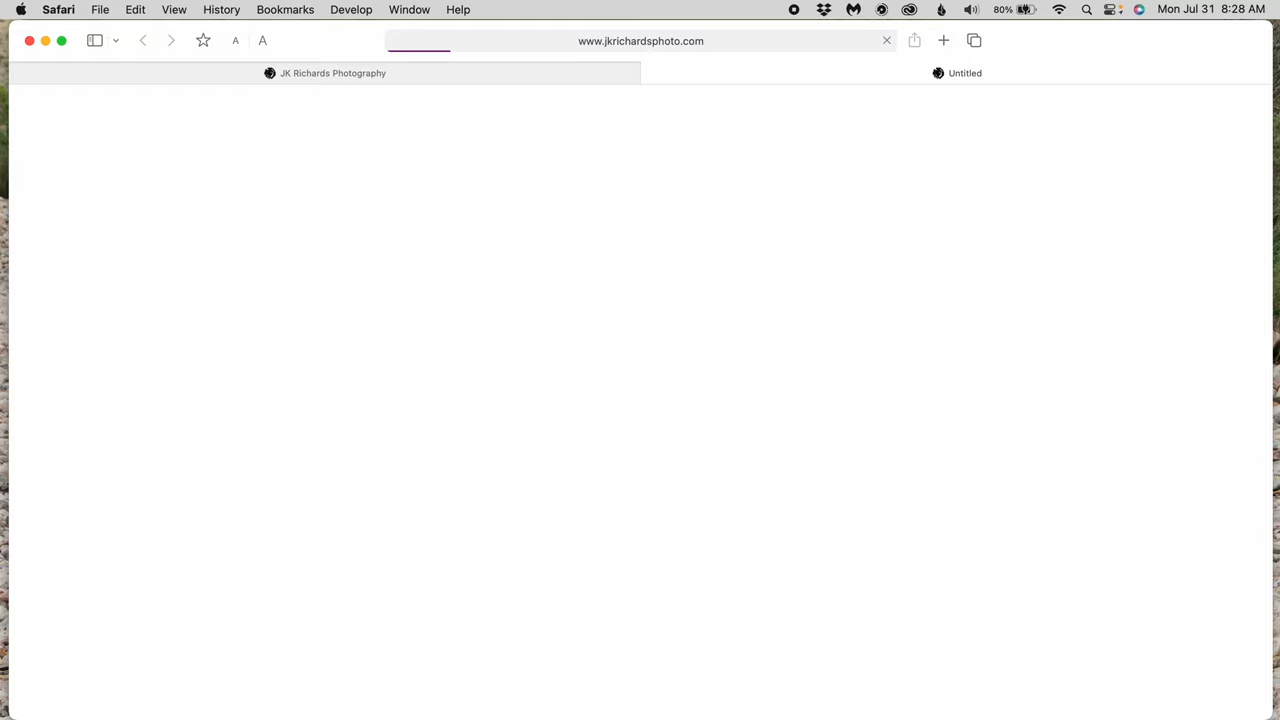 Safari File Edit View History Bookmarks Develop Window Help 80% Mon Jul 31 8:28 AM
A A www.jkrichardsphoto.com
JK Richards Photography Untitled